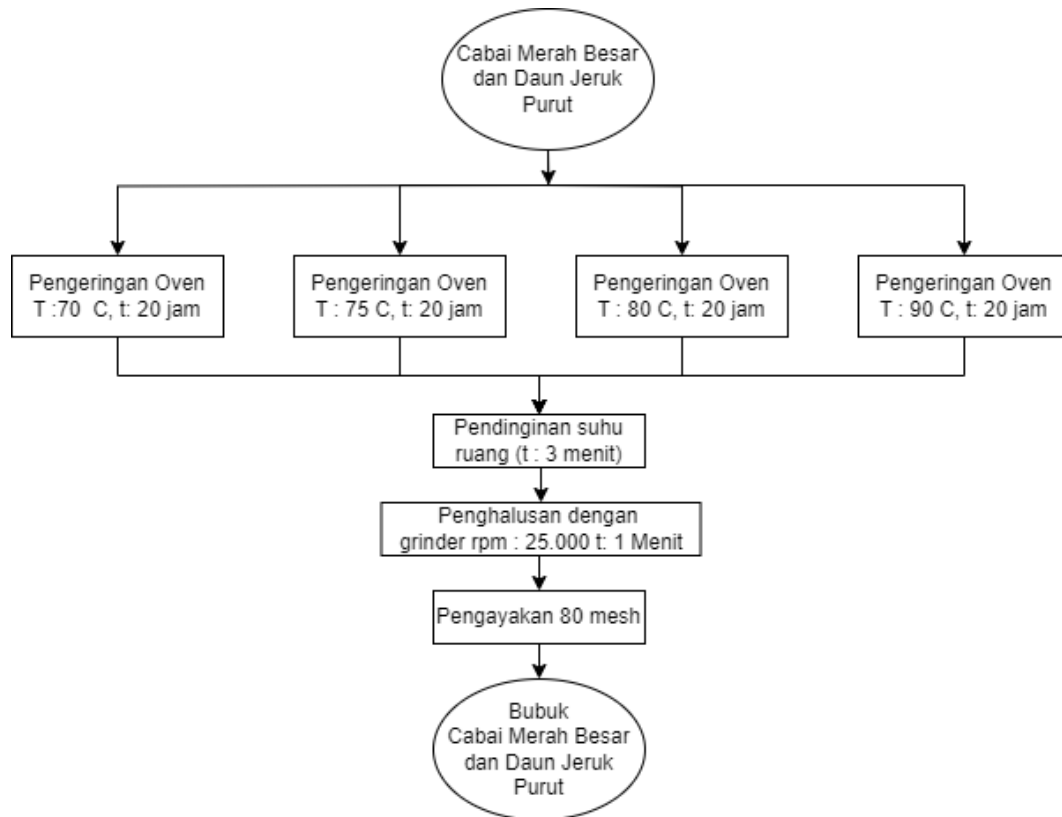 Cabai Merah Besar
dan Daun Jeruk
Purut
Pengeringan Oven
T :70  C, t: 20 jam
Pengeringan Oven
T : 75 C, t: 20 jam
Pengeringan Oven
T : 80 C, t: 20 jam
Pengeringan Oven
T : 90 C, t: 20 jam
Pendinginan suhu
ruang (t : 3 menit)
Penghalusan dengan
grinder rpm : 25.000 t: 1 Menit
Pengayakan 80 mesh
Bubuk
Cabai Merah Besar
dan Daun Jeruk
Purut